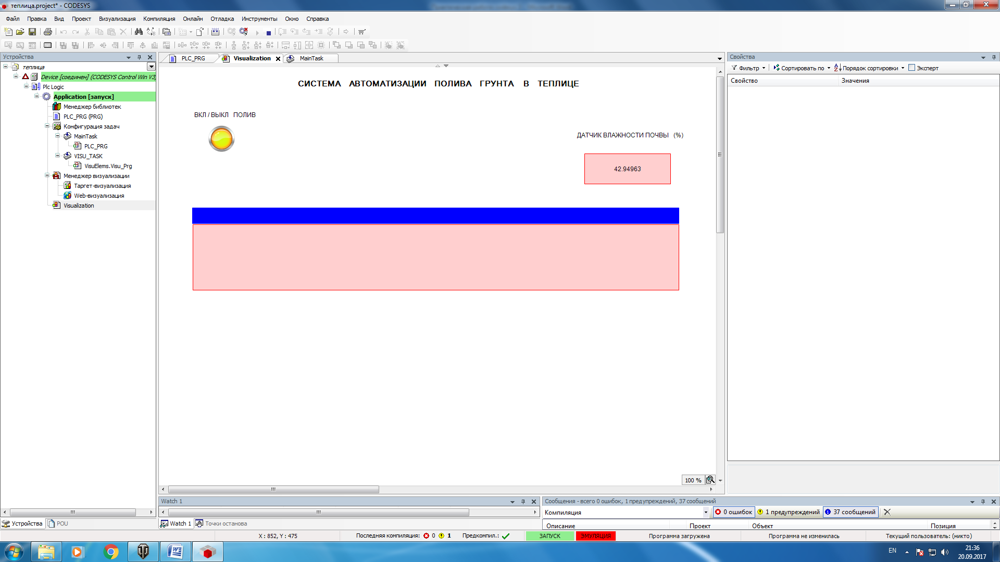 теплица.project* - CODESYS
Файл Правка Вид Проект Визуализация Компиляция Онлайн Отладка Инструменты Окно Справка
Устройства
теплица
Device [соединен] (CODESYS Control Win V3)
Plc Logic
Application [запуск]
Менеджер библиотек
PLC_PRG (PRG)
Конфигурация задач
MainTask
PLC_PRG
VISU_TASK
VisuElems.Visu_Prg
Менеджер визуализации
Таргет-визуализация
Web-визуализация
Visualization
Устройства POU
PLC_PRG Visualization MainTask
СИСТЕМА АВТОМАТИЗАЦИИ ПОЛИВА ГРУНТА В ТЕПЛИЦЕ
ВКЛ / ВЫКЛ ПОЛИВ
ДАТЧИК ВЛАЖНОСТИ ПОЧВЫ (%)
42.94963
100 %
Свойства
Фильтр Сортировать по Порядок сортировки Эксперт
Свойство Значения
Watch 1
Watch 1 Точки останова
Сообщения - всего 0 ошибок, 1 предупреждений, 37 сообщений
Компиляция 0 ошибок 1 предупреждений 37 сообщений
Описание Проект Объект Позиция
X : 852, Y : 475 Последняя компиляция: 0 1 Предкомпил.: ЗАПУСК ЭМУЛЯЦИЯ Программа загружена Программа не изменилась Текущий пользователь: (никто)
EN 21:36
20.09.2017